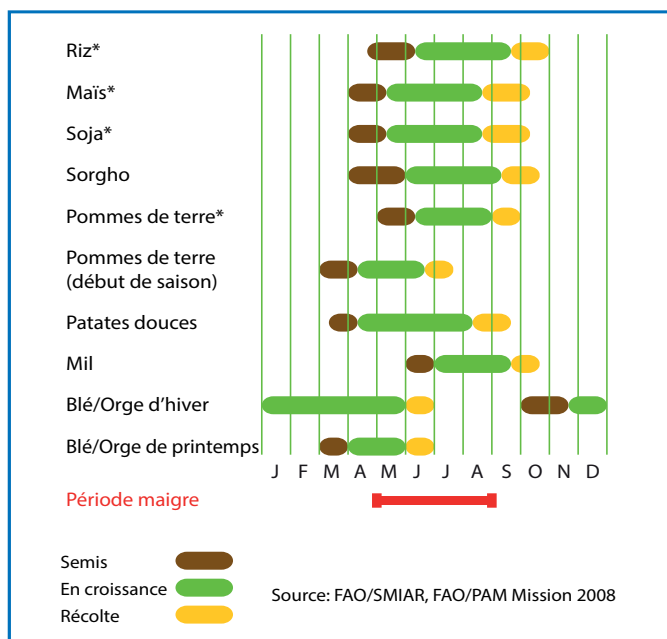 Riz*
Maïs*
Soja*
Sorgho
Pommes de terre*
Pommes de terre
(début de saison)
Patates douces
Mil
Blé/Orge d’hiver
Blé/Orge de printemps
J F M A M J J A S O N D
Période maigre
Semis
En croissance
Récolte
Source: FAO/SMIAR, FAO/PAM Mission 2008